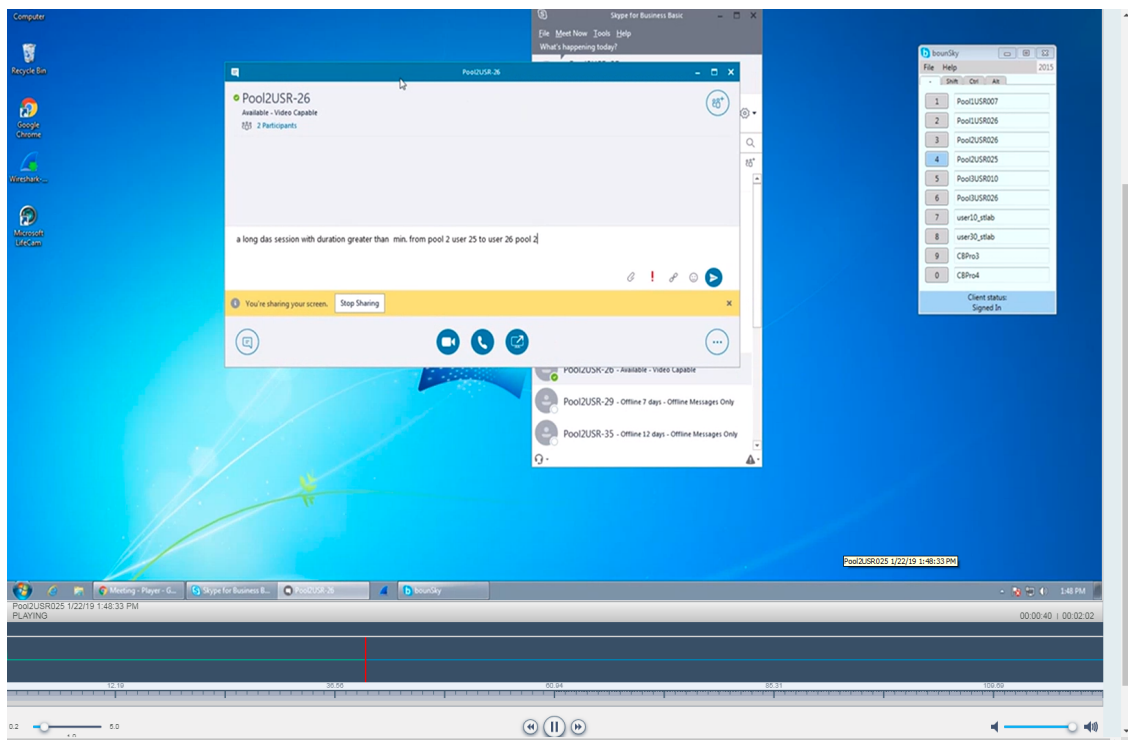 Computer
Recycle Bin
Google Chrome
Wireshark-...
Microsoft LifeCam
S Skype for Business Basic
File Meet Now Tools Help
What's happening today?
Pool2USR-26
Pool2USR-26
Available - Video Capable
2 Participants
a long das session with duration greater than min. from pool 2 user 25 to user 26 pool 2
You're sharing your screen. Stop Sharing
Pool2USR-26 - Available - Video Capable
Pool2USR-29 - Offline 7 days - Offline Messages Only
Pool2USR-35 - Offline 12 days - Offline Messages Only
b bounSky
File Help 2015
- Shift Ctrl Alt
1 Pool1USR007
2 Pool1USR026
3 Pool2USR026
4 Pool2USR025
5 Pool3USR010
6 Pool3USR026
7 user10_stlab
8 user30_stlab
9 CBPro3
0 CBPro4
Client status:
Signed In
Pool2USR025 1/22/19 1:48:33 PM
Meeting - Player - G... Skype for Business B... Pool2USR-26 b bounSky 1:48 PM
Pool2USR025 1/22/19 1:48:33 PM
PLAYING 00:00:40 | 00:02:02
12.19 36.56 60.94 85.31 109.69
0.2 5.0